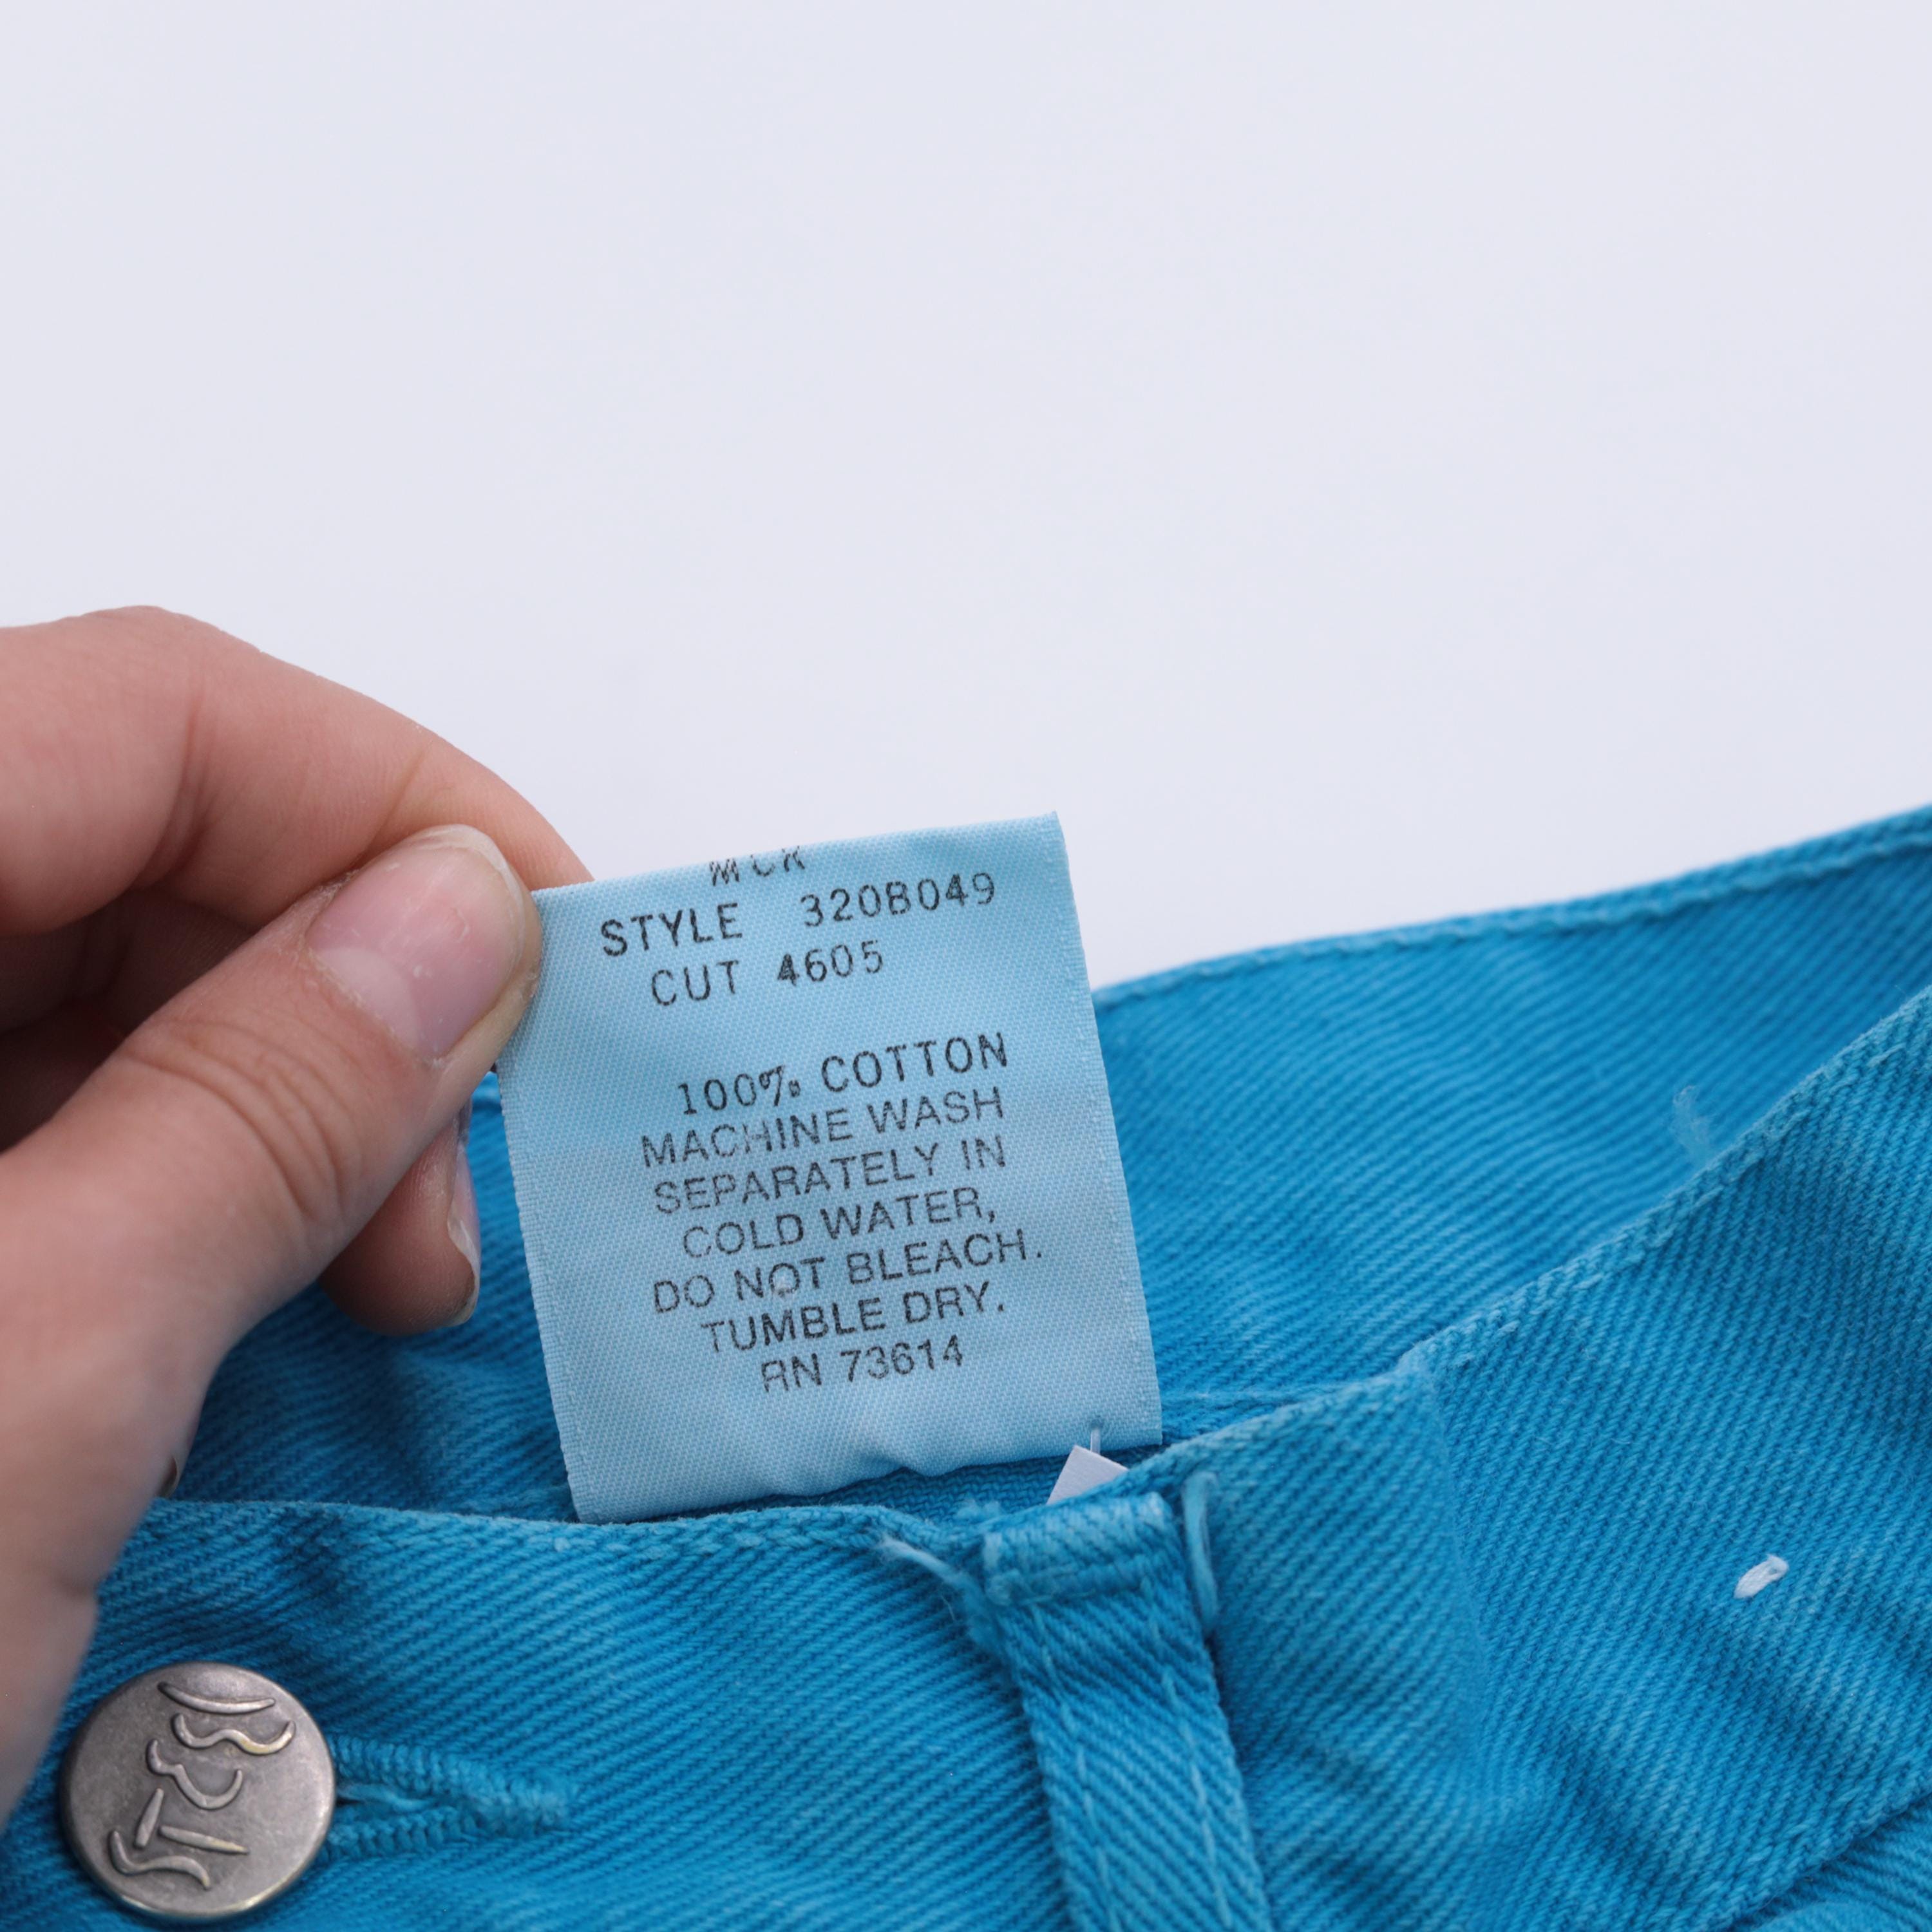 MCK
STYLE 320B049
CUT 4605
100% COTTON
MACHINE WASH
SEPARATELY IN
COLD WATER,
DO NOT BLEACH.
TUMBLE DRY.
RN 73614